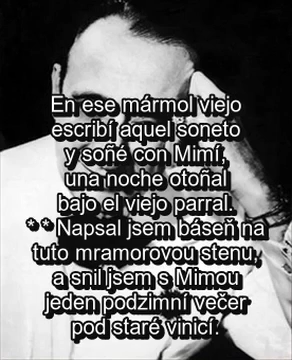 En ese mármol viejo
escribí aquel soneto
y soñé con Mimí,
una noche otoñal
bajo el viejo parral.
**Napsal jsem báseň na
tuto mramorovou stenu,
a snil jsem s Mimou
jeden podzimní večer
pod staré vinicí.